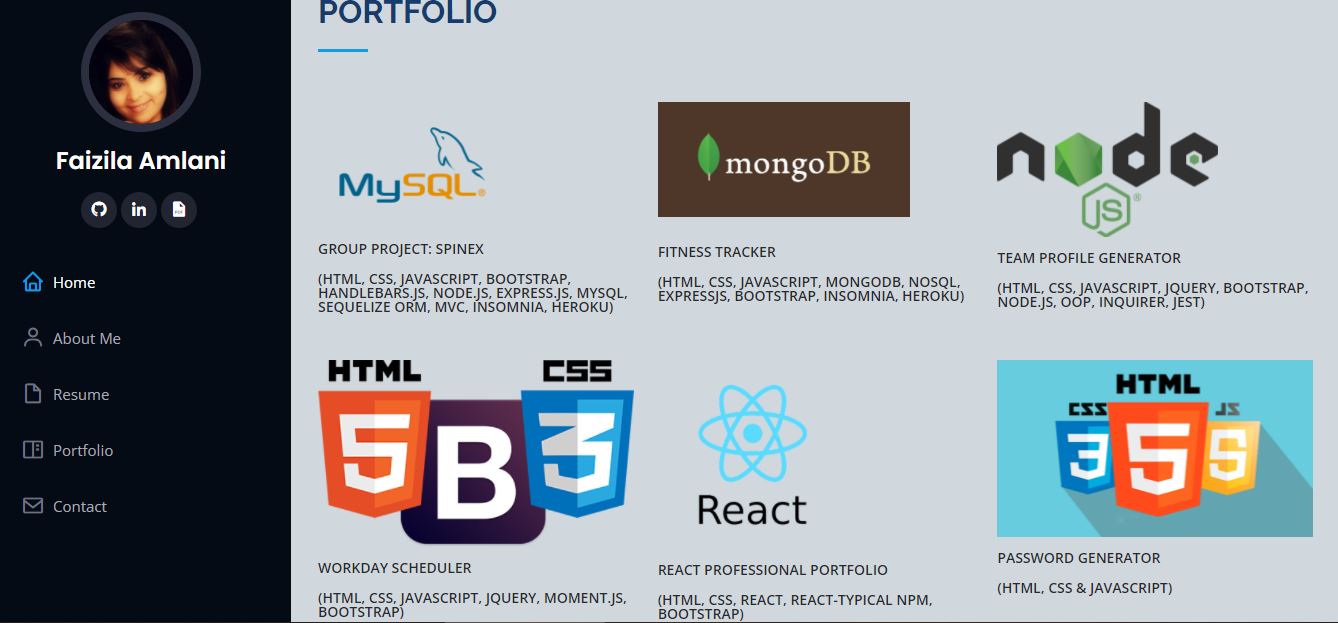 Faizila Amlani
Home
About Me
Resume
Portfolio
Contact
PORTFOLIO
MySQL®
GROUP PROJECT: SPINEX
(HTML, CSS, JAVASCRIPT, BOOTSTRAP,
HANDLEBARS.JS, NODE.JS, EXPRESS.JS, MYSQL,
SEQUELIZE ORM, MVC, INSOMNIA, HEROKU)
mongoDB
FITNESS TRACKER
(HTML, CSS, JAVASCRIPT, MONGODB, NOSQL,
EXPRESSJS, BOOTSTRAP, INSOMNIA, HEROKU)
node
JS®
TEAM PROFILE GENERATOR
(HTML, CSS, JAVASCRIPT, JQUERY, BOOTSTRAP,
NODE.JS, OOP, INQUIRER, JEST)
HTML CSS
5 B 3
WORKDAY SCHEDULER
(HTML, CSS, JAVASCRIPT, JQUERY, MOMENT.JS,
BOOTSTRAP)
React
REACT PROFESSIONAL PORTFOLIO
(HTML, CSS, REACT, REACT-TYPICAL NPM,
BOOTSTRAP)
HTML
CSS JS
3 5 S
PASSWORD GENERATOR
(HTML, CSS & JAVASCRIPT)